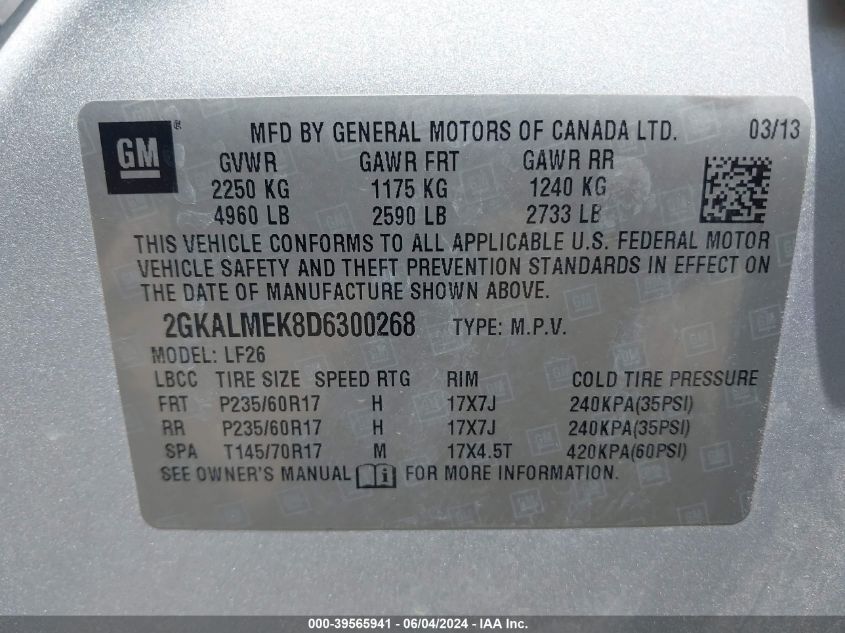 GM® MFD BY GENERAL MOTORS OF CANADA LTD. 03/13
GVWR GAWR FRT GAWR RR
2250 KG 1175 KG 1240 KG
4960 LB 2590 LB 2733 LB
THIS VEHICLE CONFORMS TO ALL APPLICABLE U.S. FEDERAL MOTOR
VEHICLE SAFETY AND THEFT PREVENTION STANDARDS IN EFFECT ON
THE DATE OF MANUFACTURE SHOWN ABOVE.
2GKALMEK8D6300268 TYPE: M.P.V.
MODEL: LF26
LBCC TIRE SIZE SPEED RTG RIM COLD TIRE PRESSURE
FRT P235/60R17 H 17X7J 240KPA(35PSI)
RR P235/60R17 H 17X7J 240KPA(35PSI)
SPA T145/70R17 M 17X4.5T 420KPA(60PSI)
SEE OWNER'S MANUAL i FOR MORE INFORMATION.
000-39565941 - 06/04/2024 - IAA Inc.